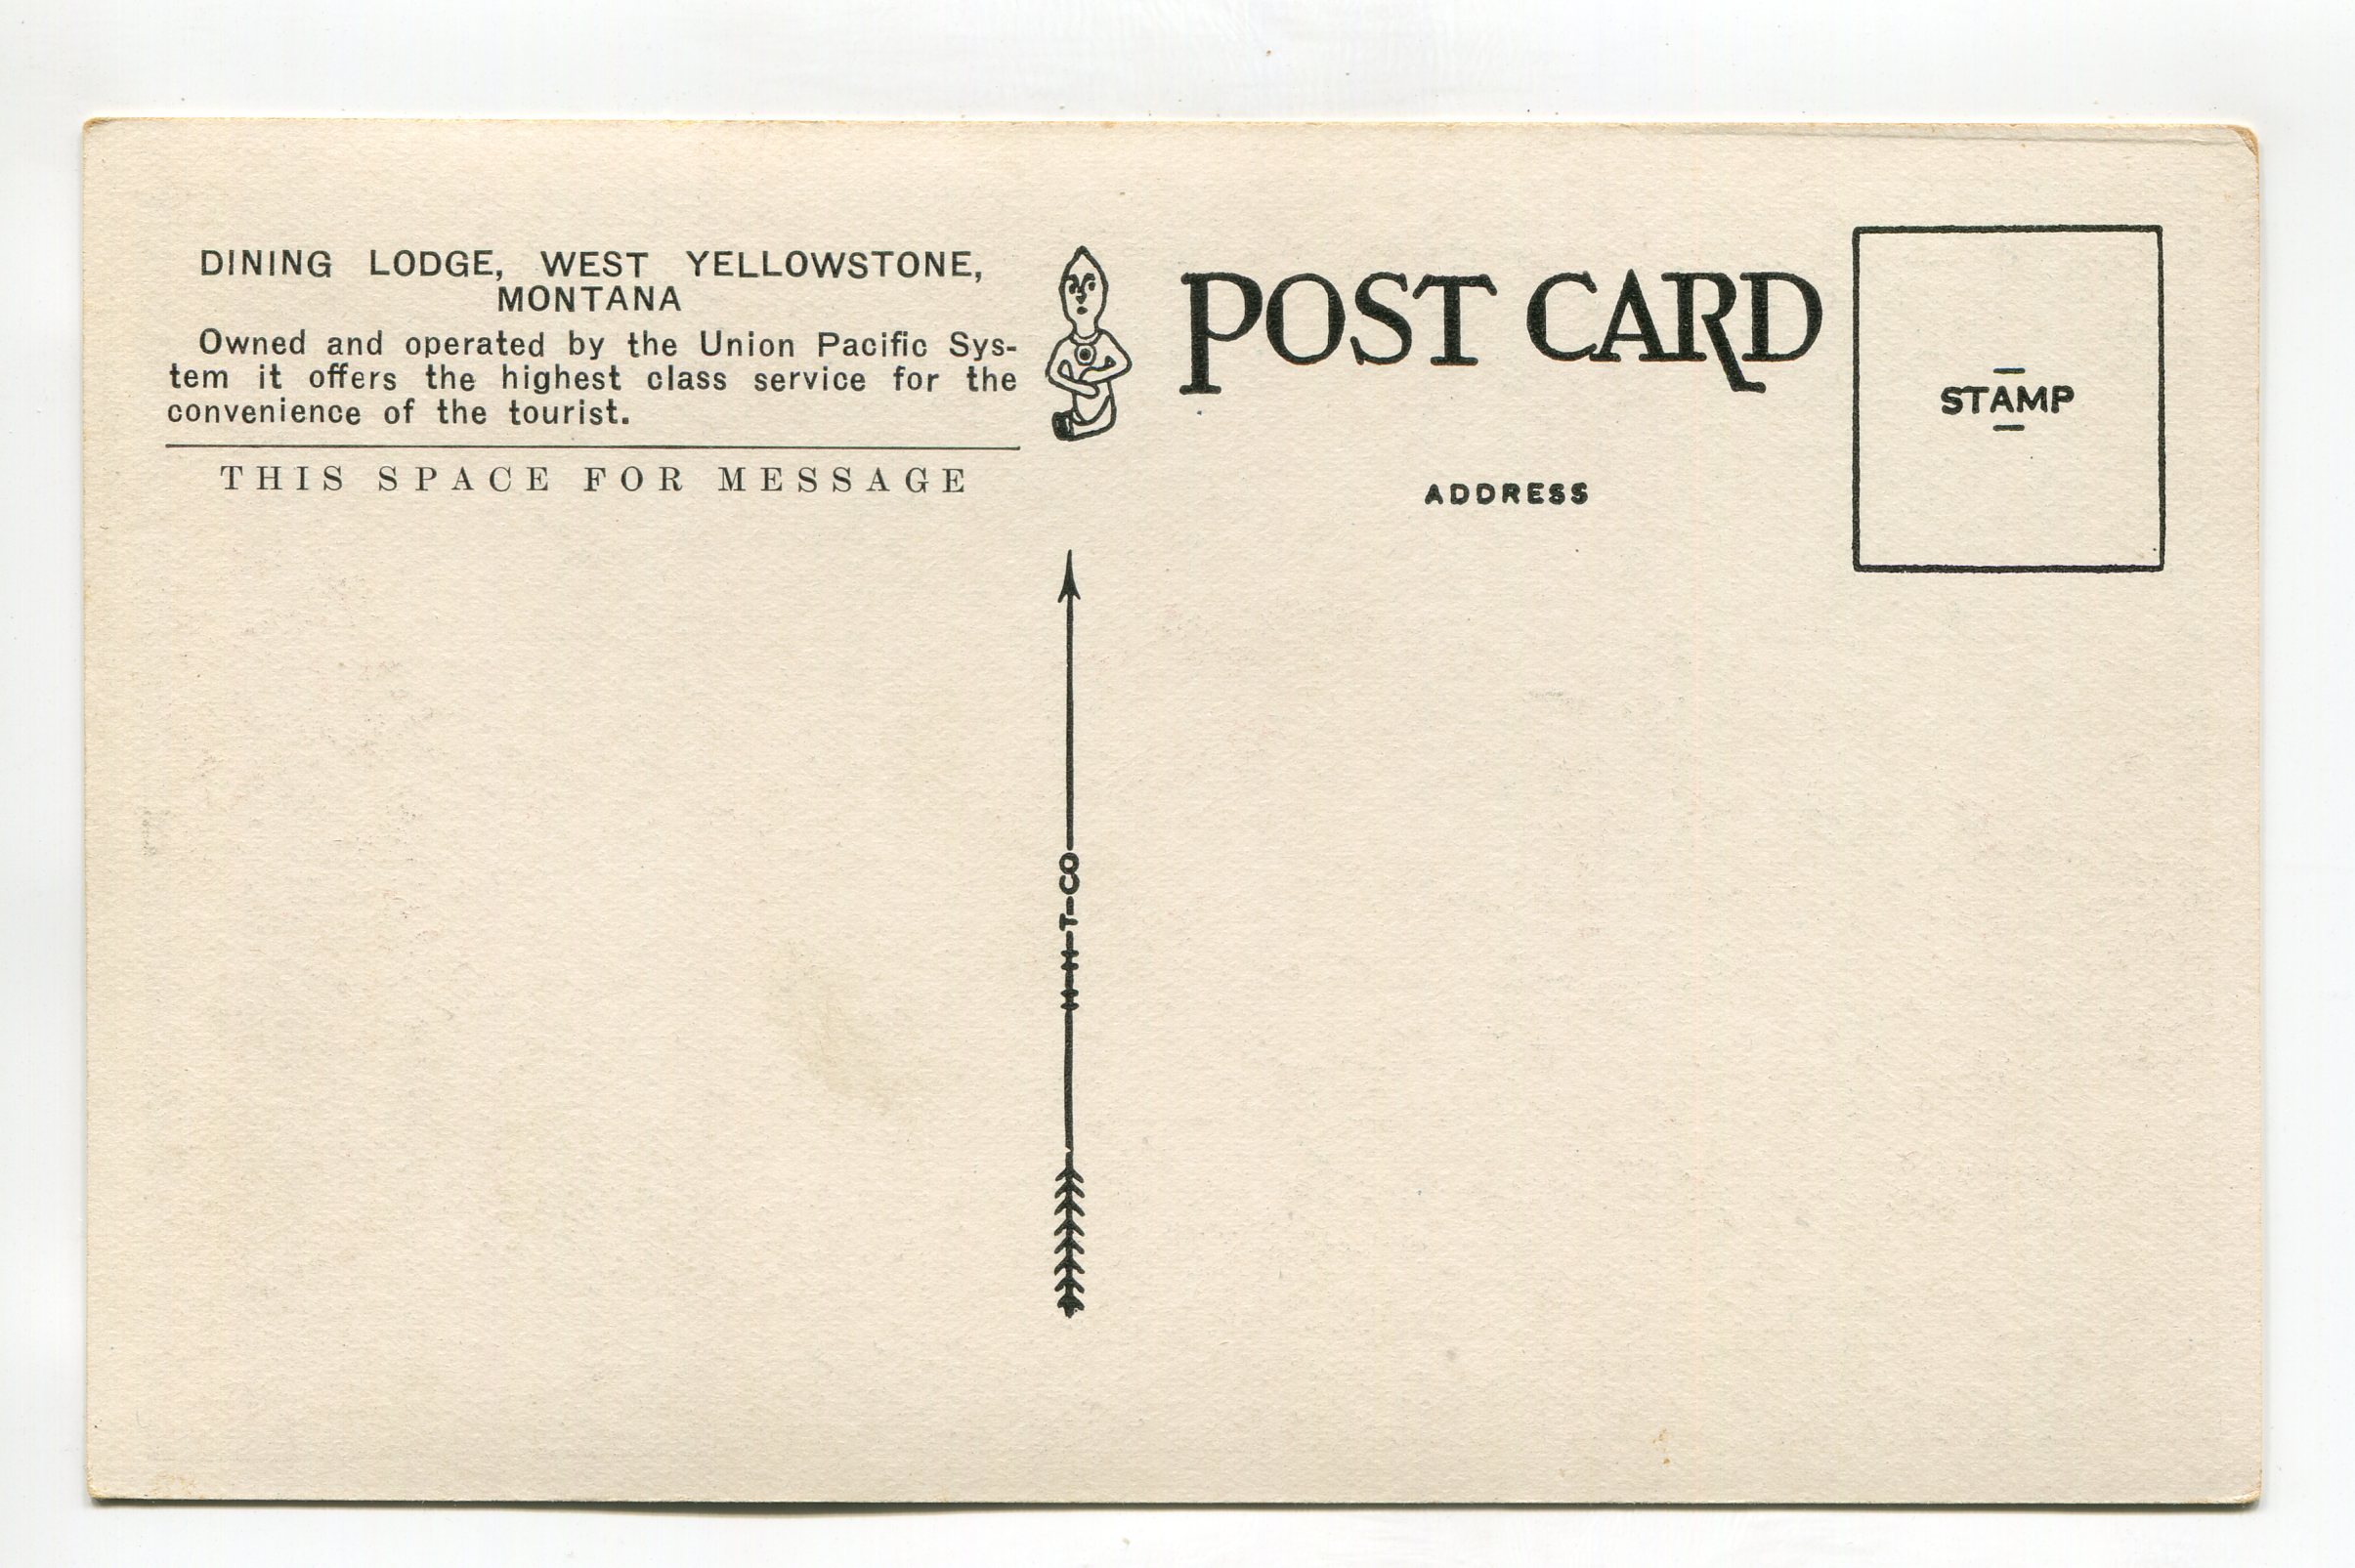 DINING LODGE, WEST YELLOWSTONE,
MONTANA
Owned and operated by the Union Pacific Sys-
tem it offers the highest class service for the
convenience of the tourist.
THIS SPACE FOR MESSAGE
POST CARD
STAMP
ADDRESS
H-H-T-CO